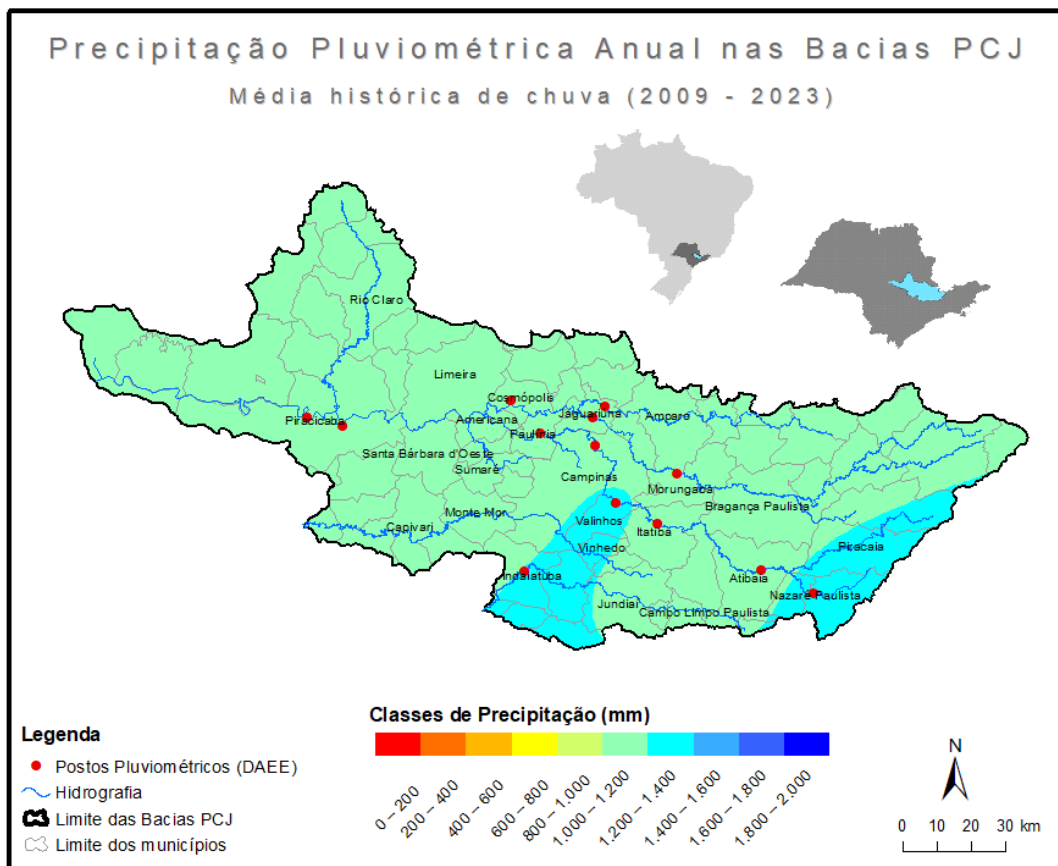 Precipitação Pluviométrica Anual nas Bacias PCJ
Média histórica de chuva (2009 - 2023)
Rio Claro
Limeira
Cosmópolis
Jaguariúna
Amparo
Piracicaba
Americana
Paulínia
Santa Bárbara d'Oeste
Sumaré
Campinas
Morungaba
Bragança Paulista
Monte Mor
Valinhos
Capivari
Itatiba
Vinhedo
Piracaia
Indaiatuba
Atibaia
Nazaré Paulista
Jundiaí
Campo Limpo Paulista
Legenda
Postos Pluviométricos (DAEE)
Hidrografia
Limite das Bacias PCJ
Limite dos municípios
Classes de Precipitação (mm)
0 – 200
200 – 400
400 – 600
600 – 800
800 – 1.000
1.000 – 1.200
1.200 – 1.400
1.400 – 1.600
1.600 – 1.800
1.800 – 2.000
N
0 10 20 30 km